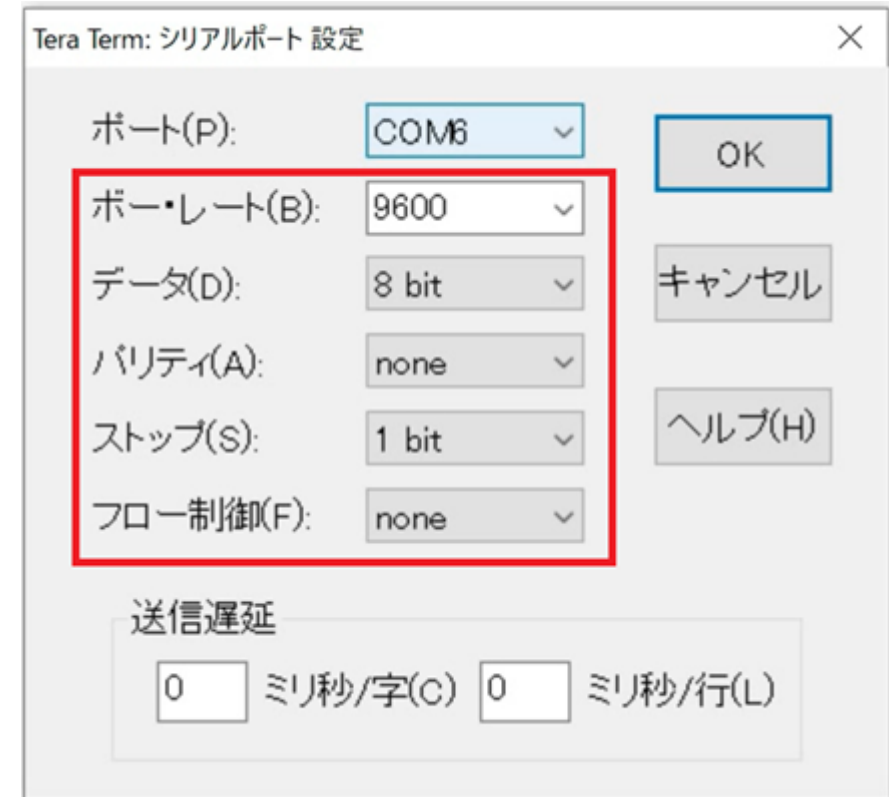 Tera Term: シリアルポート 設定
ポート(P): COM6
OK
ボー・レート(B): 9600
データ(D): 8 bit
キャンセル
パリティ(A): none
ストップ(S): 1 bit
ヘルプ(H)
フロー制御(F): none
送信遅延
0 ミリ秒/字(C) 0 ミリ秒/行(L)